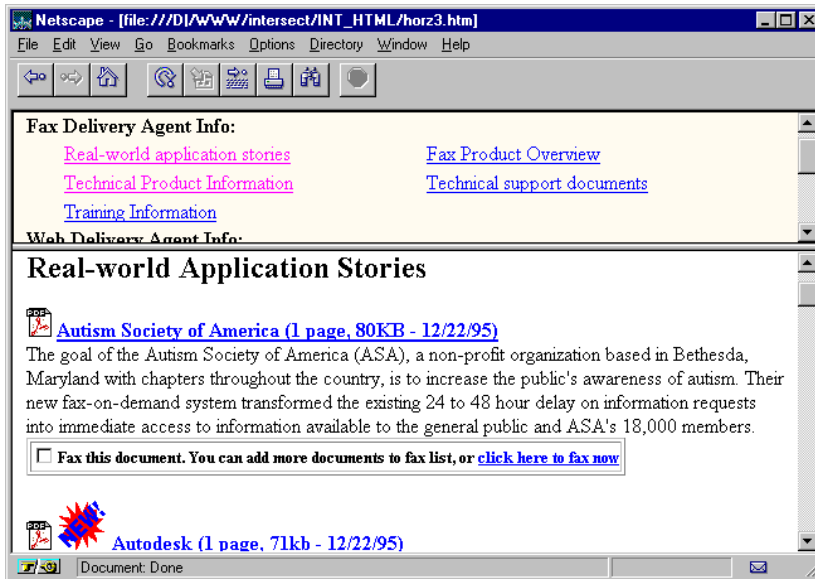 Netscape - [file:///D|/WWW/intersect/INT_HTML/horz3.htm]
File Edit View Go Bookmarks Options Directory Window Help
Fax Delivery Agent Info:
Real-world application stories Fax Product Overview
Technical Product Information Technical support documents
Training Information
Web Delivery Agent Info:
Real-world Application Stories
PDF Autism Society of America (1 page, 80KB - 12/22/95)
The goal of the Autism Society of America (ASA), a non-profit organization based in Bethesda,
Maryland with chapters throughout the country, is to increase the public's awareness of autism. Their
new fax-on-demand system transformed the existing 24 to 48 hour delay on information requests
into immediate access to information available to the general public and ASA's 18,000 members.
Fax this document. You can add more documents to fax list, or click here to fax now
PDF NEW! Autodesk (1 page, 71kb - 12/22/95)
Document: Done